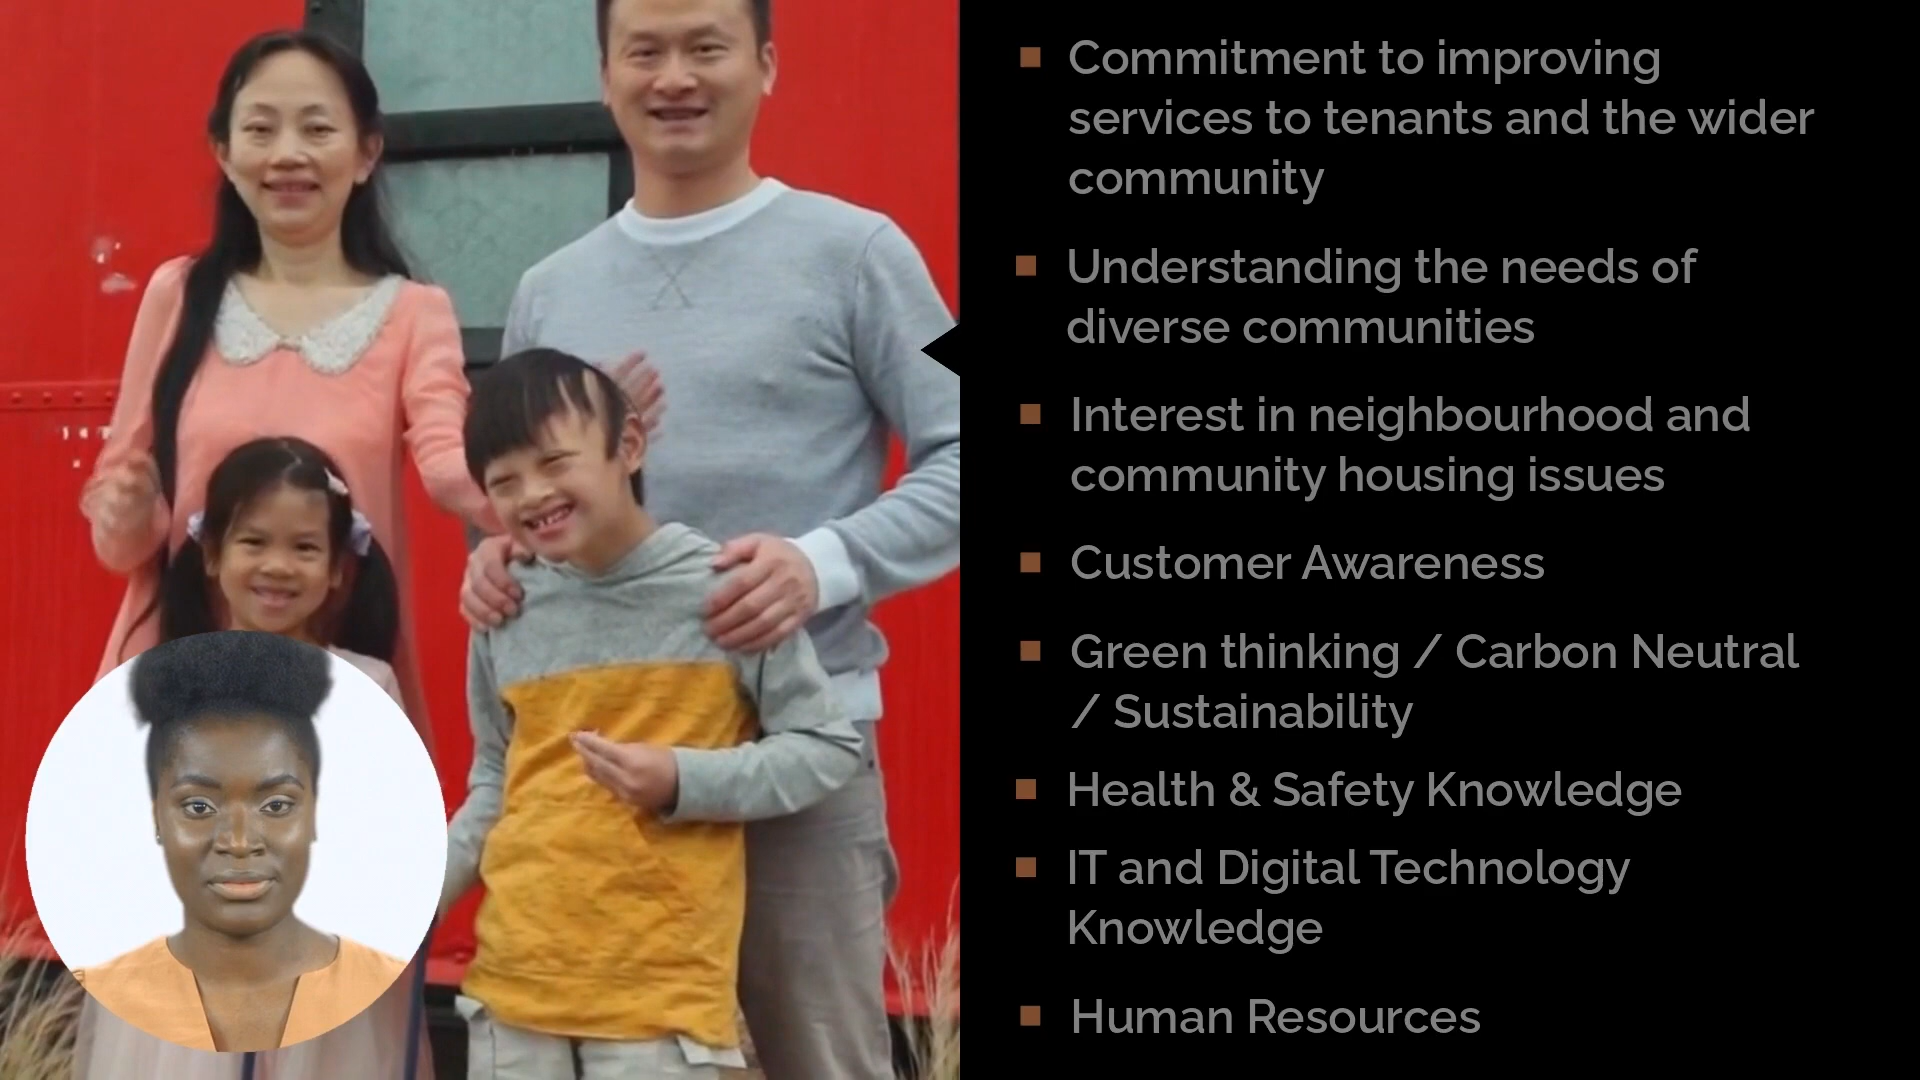 Commitment to improving
services to tenants and the wider
community
Understanding the needs of
diverse communities
Interest in neighbourhood and
community housing issues
Customer Awareness
Green thinking / Carbon Neutral
/ Sustainability
Health & Safety Knowledge
IT and Digital Technology
Knowledge
Human Resources